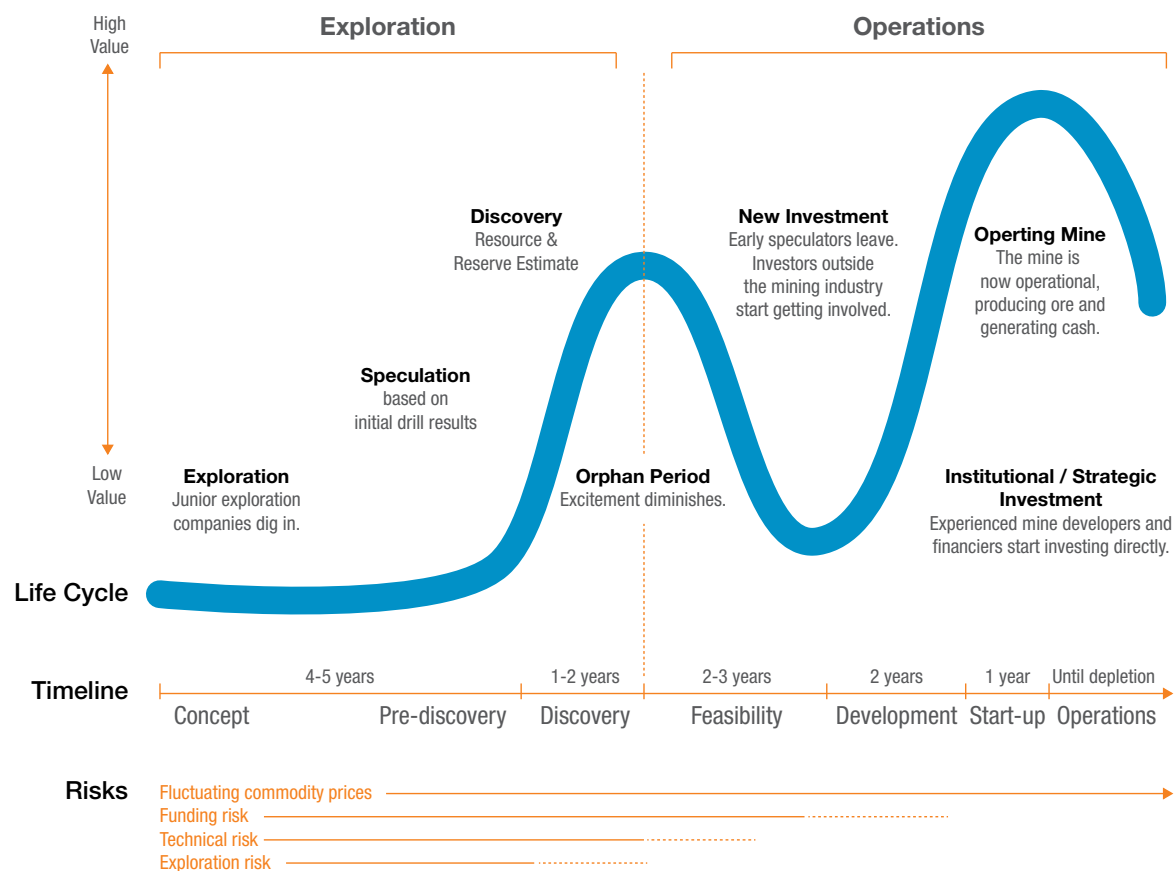 High
Value
Exploration
Operations
Discovery
Resource &
Reserve Estimate
New Investment
Early speculators leave.
Investors outside
the mining industry
start getting involved.
Operting Mine
The mine is
now operational,
producing ore and
generating cash.
Speculation
based on
initial drill results
Low
Value
Exploration
Junior exploration
companies dig in.
Orphan Period
Excitement diminishes.
Institutional / Strategic
Investment
Experienced mine developers and
financiers start investing directly.
Life Cycle
Timeline
4-5 years
1-2 years
2-3 years
2 years
1 year
Until depletion
Concept
Pre-discovery
Discovery
Feasibility
Development
Start-up
Operations
Risks
Fluctuating commodity prices
Funding risk
Technical risk
Exploration risk